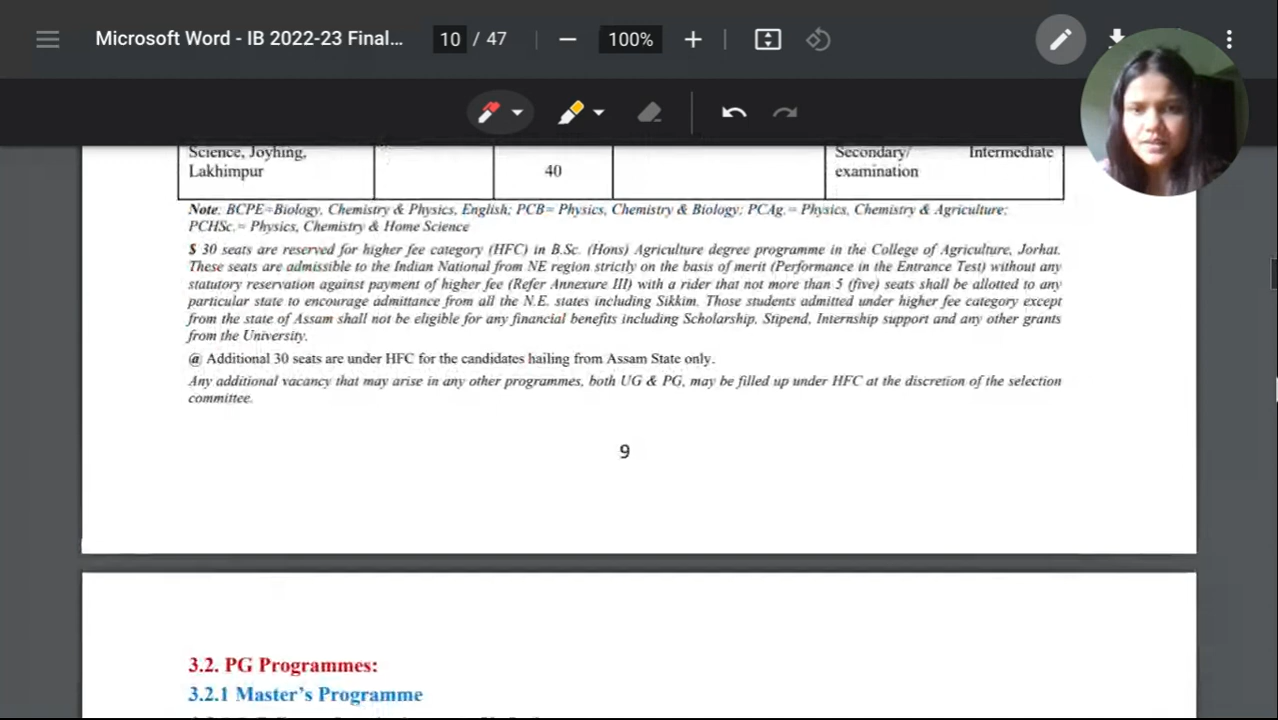 Microsoft Word - IB 2022-23 Final... 10 / 47 100%
Science, Joyhing,
Lakhimpur
40
Secondary/ Intermediate
examination
Note: BCPE=Biology, Chemistry & Physics, English; PCB= Physics, Chemistry & Biology; PCAg.= Physics, Chemistry & Agriculture;
PCHSc.= Physics, Chemistry & Home Science
$ 30 seats are reserved for higher fee category (HFC) in B.Sc. (Hons) Agriculture degree programme in the College of Agriculture, Jorhat.
These seats are admissible to the Indian National from NE region strictly on the basis of merit (Performance in the Entrance Test) without any
statutory reservation against payment of higher fee (Refer Annexure III) with a rider that not more than 5 (five) seats shall be allotted to any
particular state to encourage admittance from all the N.E. states including Sikkim. Those students admitted under higher fee category except
from the state of Assam shall not be eligible for any financial benefits including Scholarship, Stipend, Internship support and any other grants
from the University.
@ Additional 30 seats are under HFC for the candidates hailing from Assam State only.
Any additional vacancy that may arise in any other programmes, both UG & PG, may be filled up under HFC at the discretion of the selection
committee.
9
3.2. PG Programmes:
3.2.1 Master's Programme